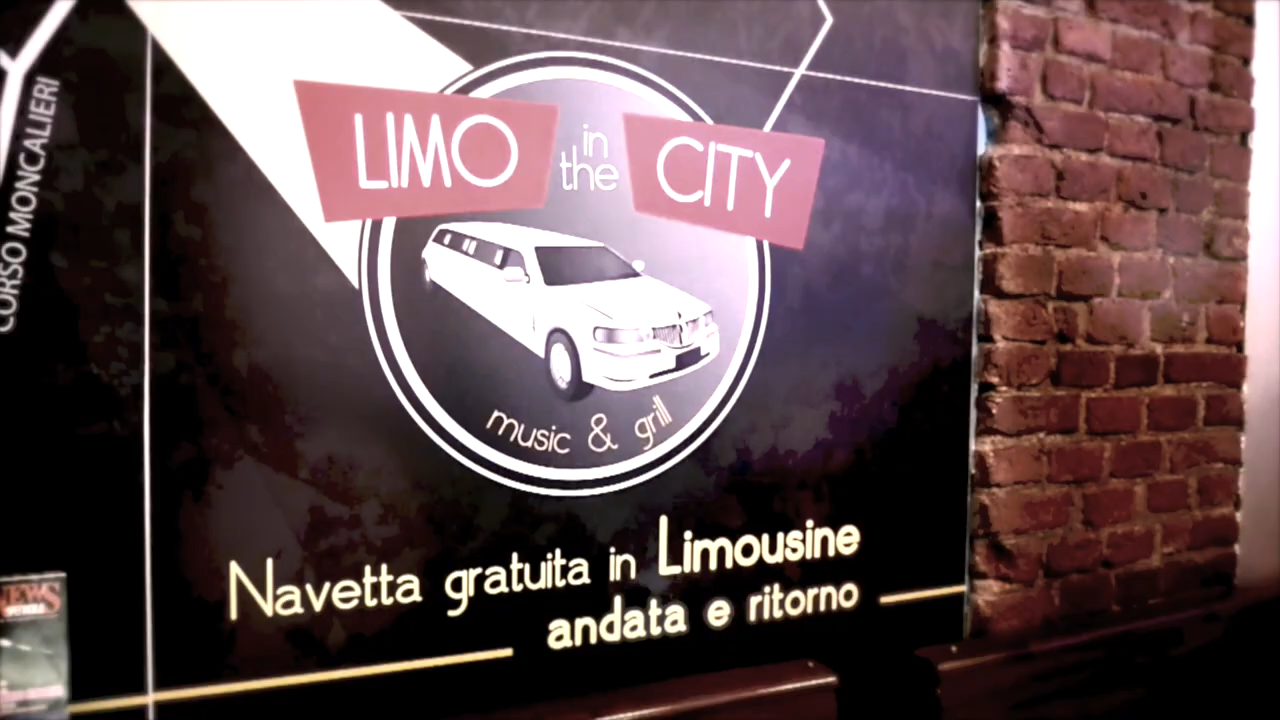 CORSO MONCALIERI
LIMO in the CITY
music & grill
Navetta gratuita in Limousine
andata e ritorno
NEWS